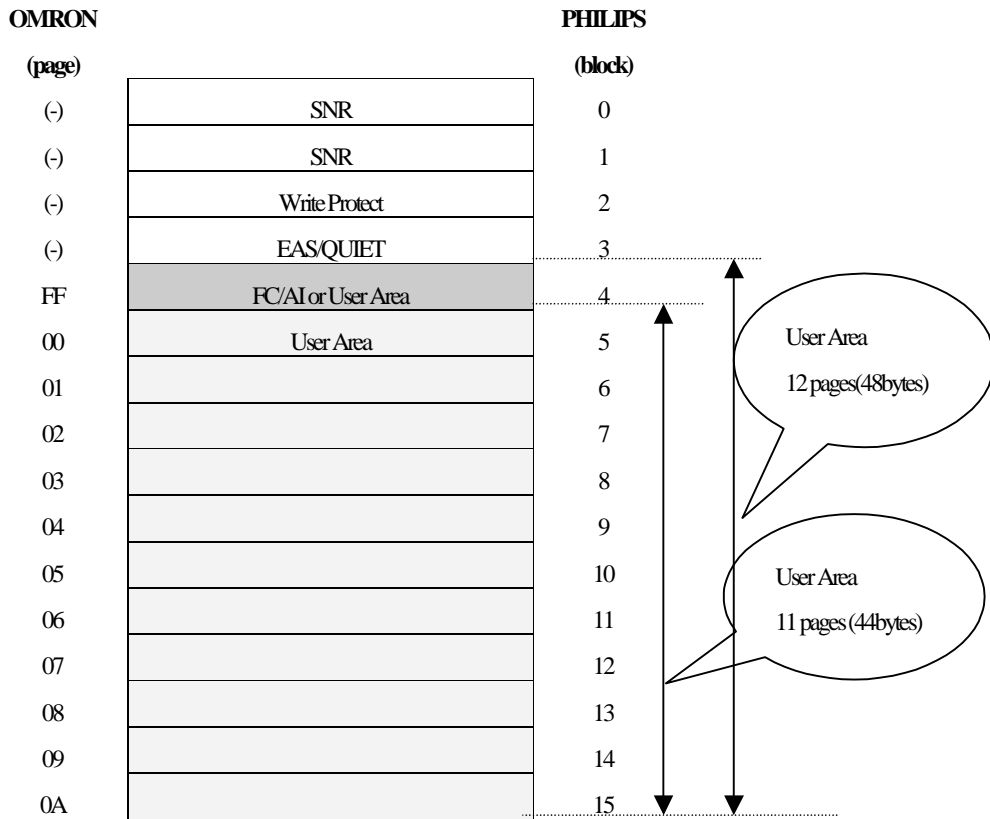 OMRON PHILIPS
(page) (block)
(-) SNR 0
(-) SNR 1
(-) Write Protect 2
(-) EAS/QUIET 3
FF FC/AI or User Area 4
00 User Area 5
User Area
01 6
12 pages(48bytes)
02 7
03 8
04 9
05 10
User Area
06 11
11 pages (44bytes)
07 12
08 13
09 14
0A 15